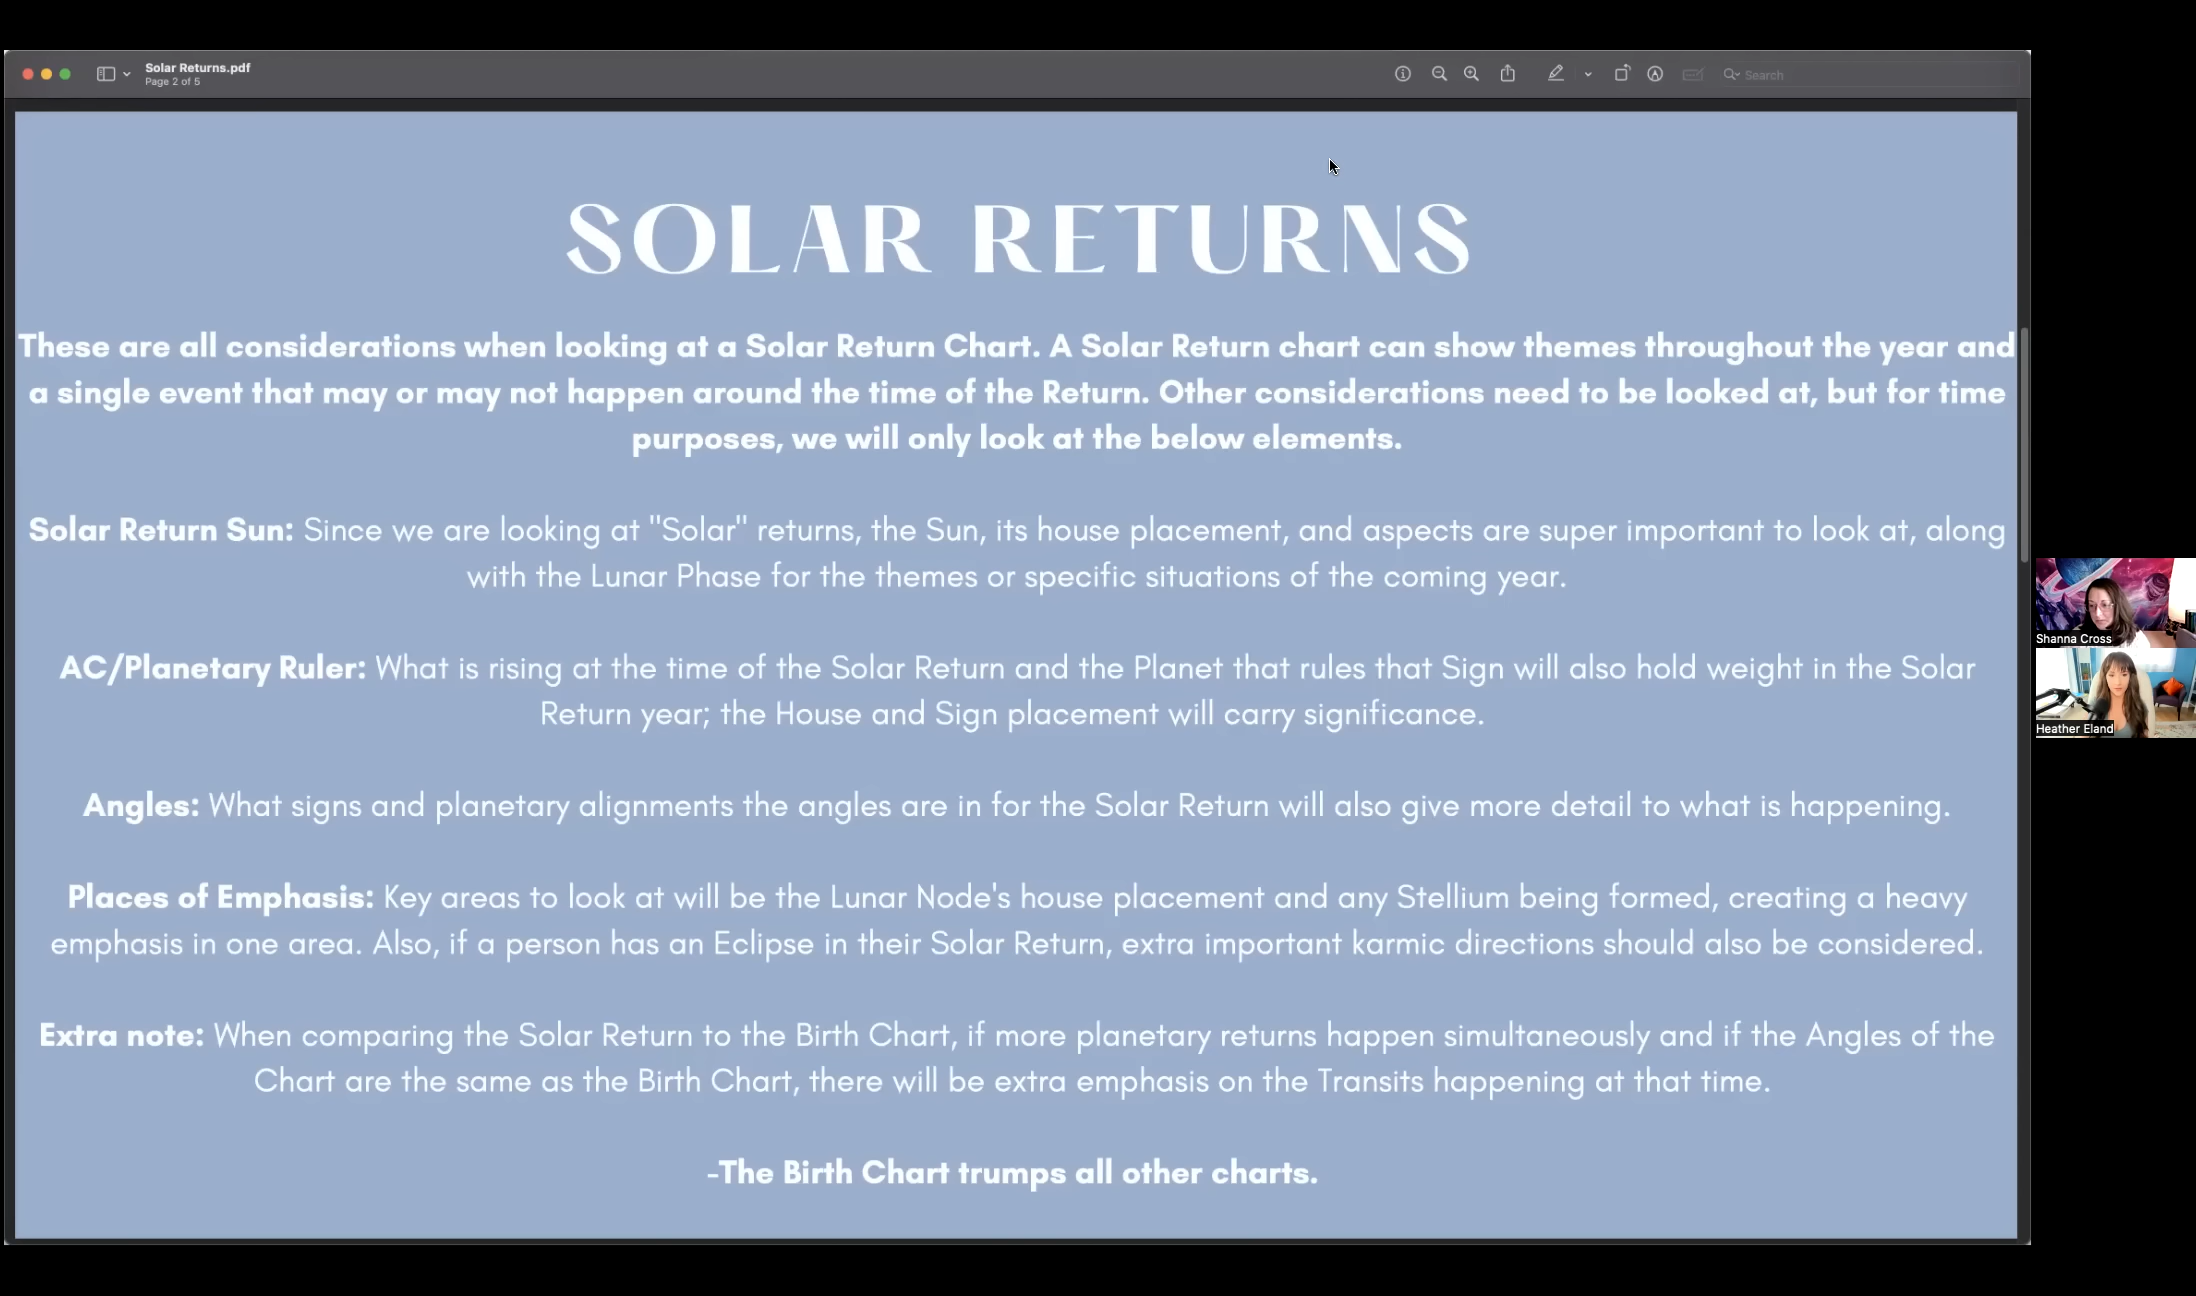 Solar Returns.pdf
Page 2 of 5
Search
SOLAR RETURNS
These are all considerations when looking at a Solar Return Chart. A Solar Return chart can show themes throughout the year and
a single event that may or may not happen around the time of the Return. Other considerations need to be looked at, but for time
purposes, we will only look at the below elements.
Solar Return Sun: Since we are looking at "Solar" returns, the Sun, its house placement, and aspects are super important to look at, along
with the Lunar Phase for the themes or specific situations of the coming year.
AC/Planetary Ruler: What is rising at the time of the Solar Return and the Planet that rules that Sign will also hold weight in the Solar
Return year; the House and Sign placement will carry significance.
Angles: What signs and planetary alignments the angles are in for the Solar Return will also give more detail to what is happening.
Places of Emphasis: Key areas to look at will be the Lunar Node's house placement and any Stellium being formed, creating a heavy
emphasis in one area. Also, if a person has an Eclipse in their Solar Return, extra important karmic directions should also be considered.
Extra note: When comparing the Solar Return to the Birth Chart, if more planetary returns happen simultaneously and if the Angles of the
Chart are the same as the Birth Chart, there will be extra emphasis on the Transits happening at that time.
-The Birth Chart trumps all other charts.
Shanna Cross
Heather Eland